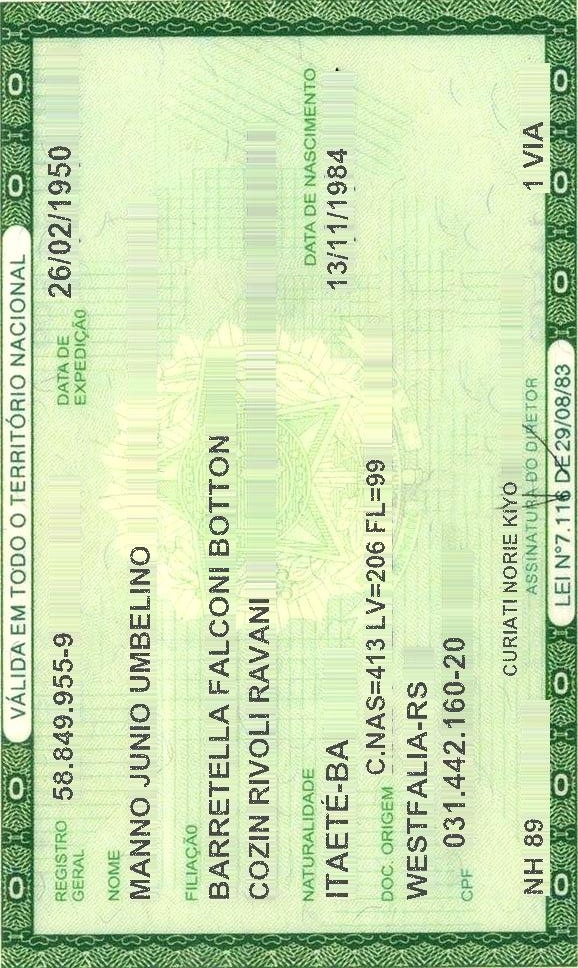 VÁLIDA EM TODO O TERRITÓRIO NACIONAL
REGISTRO GERAL 58.849.955-9 DATA DE EXPEDIÇÃO 26/02/1950
NOME
MANNO JUNIO UMBELINO
FILIAÇÃO
BARRETELLA FALCONI BOTTON
COZIN RIVOLI RAVANI
NATURALIDADE DATA DE NASCIMENTO
ITAETÉ-BA 13/11/1984
DOC. ORIGEM C.NAS=413 LV=206 FL=99
WESTFALIA-RS
CPF 031.442.160-20
CURIATI NORIE KIYO
NH 89 ASSINATURA DO DIRETOR 1 VIA
LEI Nº7.116 DE 29/08/83